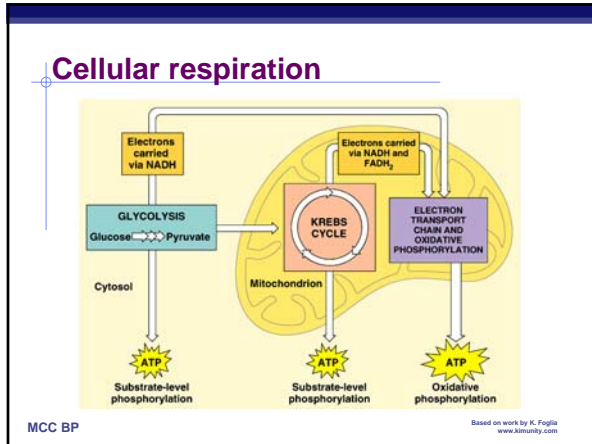 Cellular respiration
Electrons
carried
via NADH
Electrons carried
via NADH and
FADH₂
GLYCOLYSIS
Glucose Pyruvate
KREBS
CYCLE
ELECTRON
TRANSPORT
CHAIN AND
OXIDATIVE
PHOSPHORYLATION
Cytosol
Mitochondrion
ATP
ATP
ATP
Substrate-level
phosphorylation
Substrate-level
phosphorylation
Oxidative
phosphorylation
MCC BP
Based on work by K. Foglia
www.kimunity.com